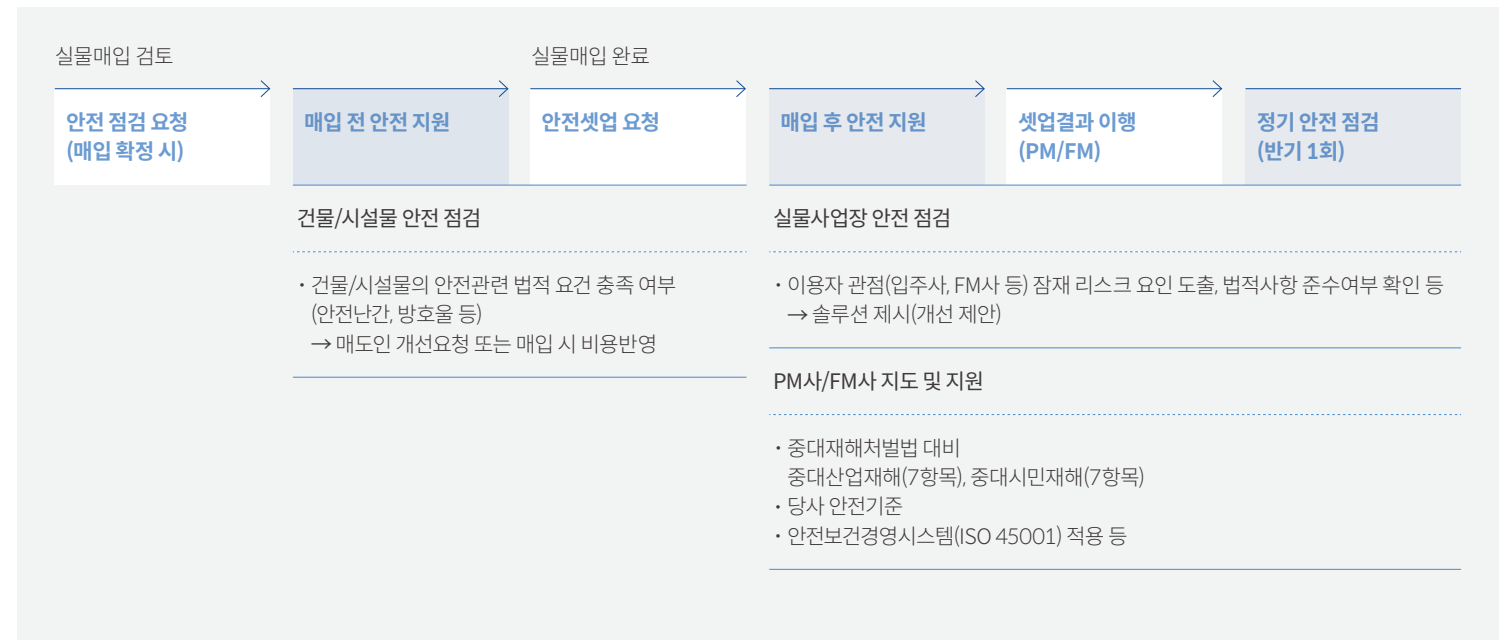 실물매입 검토
실물매입 완료
안전 점검 요청
(매입 확정 시)
매입 전 안전 지원
안전셋업 요청
매입 후 안전 지원
셋업결과 이행
(PM/FM)
정기 안전 점검
(반기 1회)
건물/시설물 안전 점검
・건물/시설물의 안전관련 법적 요건 충족 여부
(안전난간, 방호울 등)
→ 매도인 개선요청 또는 매입 시 비용반영
실물사업장 안전 점검
・이용자 관점(입주사, FM사 등) 잠재 리스크 요인 도출, 법적사항 준수여부 확인 등
→ 솔루션 제시(개선 제안)
PM사/FM사 지도 및 지원
・중대재해처벌법 대비
중대산업재해(7항목), 중대시민재해(7항목)
・당사 안전기준
・안전보건경영시스템(ISO 45001) 적용 등